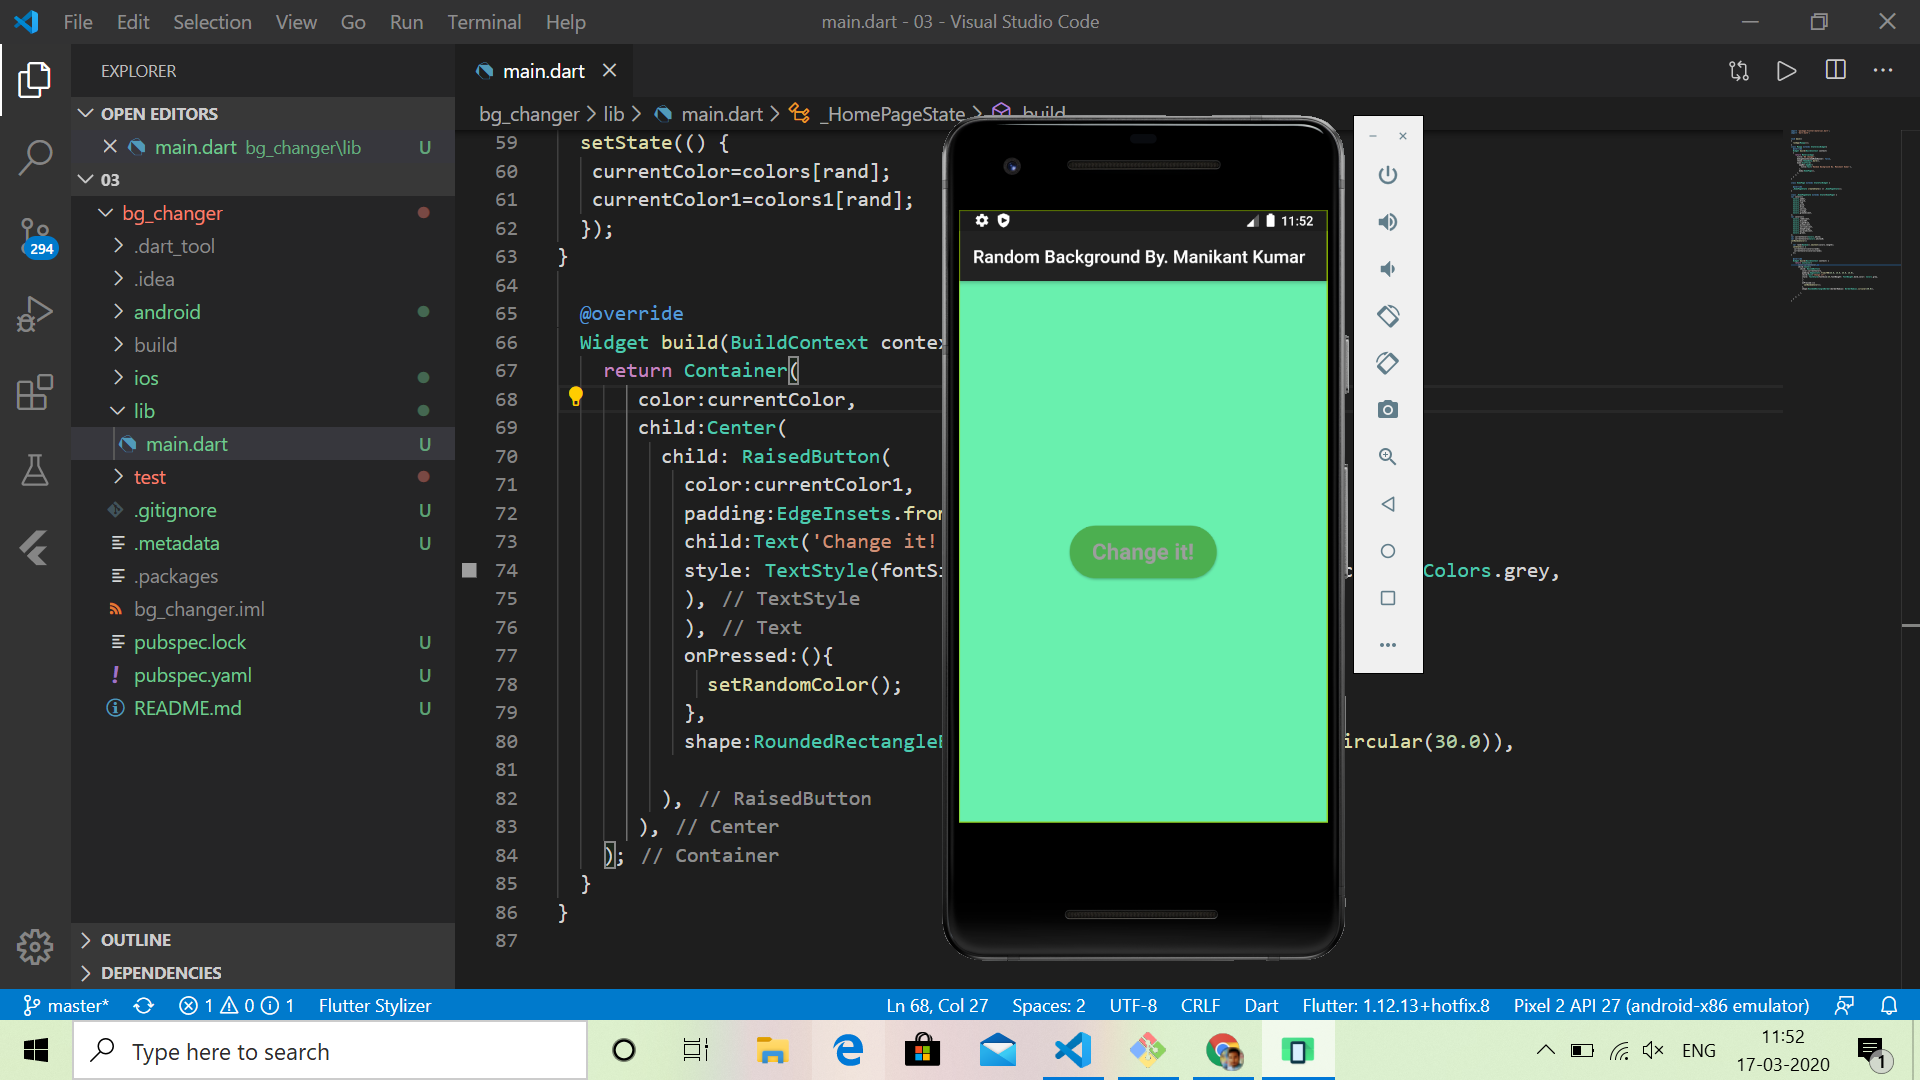 File Edit Selection View Go Run Terminal Help
main.dart - 03 - Visual Studio Code
EXPLORER
OPEN EDITORS
main.dart bg_changer\lib U
03
bg_changer
.dart_tool
.idea
android
build
ios
lib
main.dart U
test
.gitignore U
.metadata U
.packages
bg_changer.iml
pubspec.lock U
pubspec.yaml U
README.md U
OUTLINE
DEPENDENCIES
294
main.dart
bg_changer > lib > main.dart > _HomePageState > build
59 setState(() {
60 currentColor=colors[rand];
61 currentColor1=colors1[rand];
62 });
63 }
64
65 @override
66 Widget build(BuildContext contex
67 return Container(
68 color:currentColor,
69 child:Center(
70 child: RaisedButton(
71 color:currentColor1,
72 padding:EdgeInsets.fron
73 child:Text('Change it!
74 style: TextStyle(fontSi Colors.grey,
75 ), // TextStyle
76 ), // Text
77 onPressed:(){
78 setRandomColor();
79 },
80 shape:RoundedRectangleB ircular(30.0)),
81
82 ), // RaisedButton
83 ), // Center
84 ); // Container
85 }
86 }
87
11:52
Random Background By. Manikant Kumar
Change it!
master* 1 0 1 Flutter Stylizer
Ln 68, Col 27 Spaces: 2 UTF-8 CRLF Dart Flutter: 1.12.13+hotfix.8 Pixel 2 API 27 (android-x86 emulator)
Type here to search
ENG
11:52
17-03-2020
1